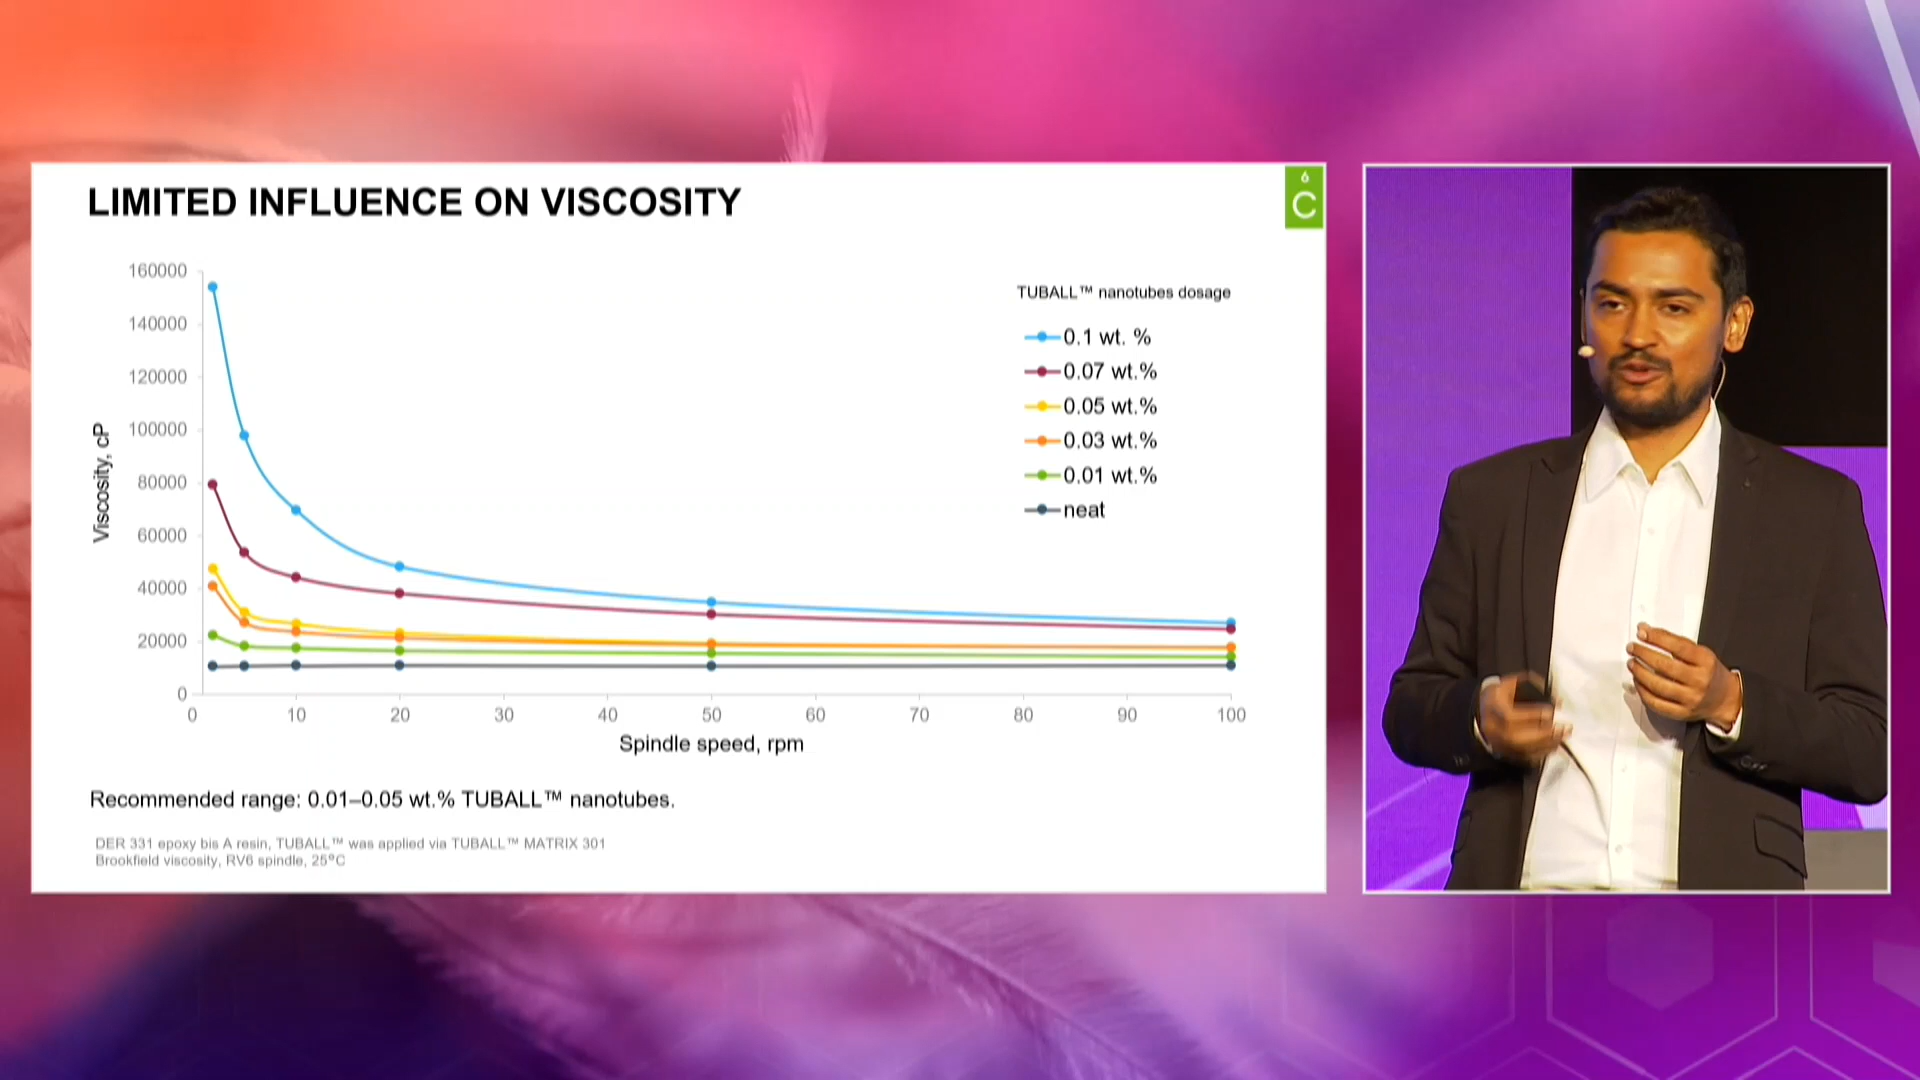 LIMITED INFLUENCE ON VISCOSITY
6
C
160000
140000
120000
100000
80000
60000
40000
20000
0
Viscosity, cP
0 10 20 30 40 50 60 70 80 90 100
Spindle speed, rpm
TUBALL™ nanotubes dosage
0.1 wt. %
0.07 wt.%
0.05 wt.%
0.03 wt.%
0.01 wt.%
neat
Recommended range: 0.01–0.05 wt.% TUBALL™ nanotubes.
DER 331 epoxy bis A resin, TUBALL™ was applied via TUBALL™ MATRIX 301
Brookfield viscosity, RV6 spindle, 25°C